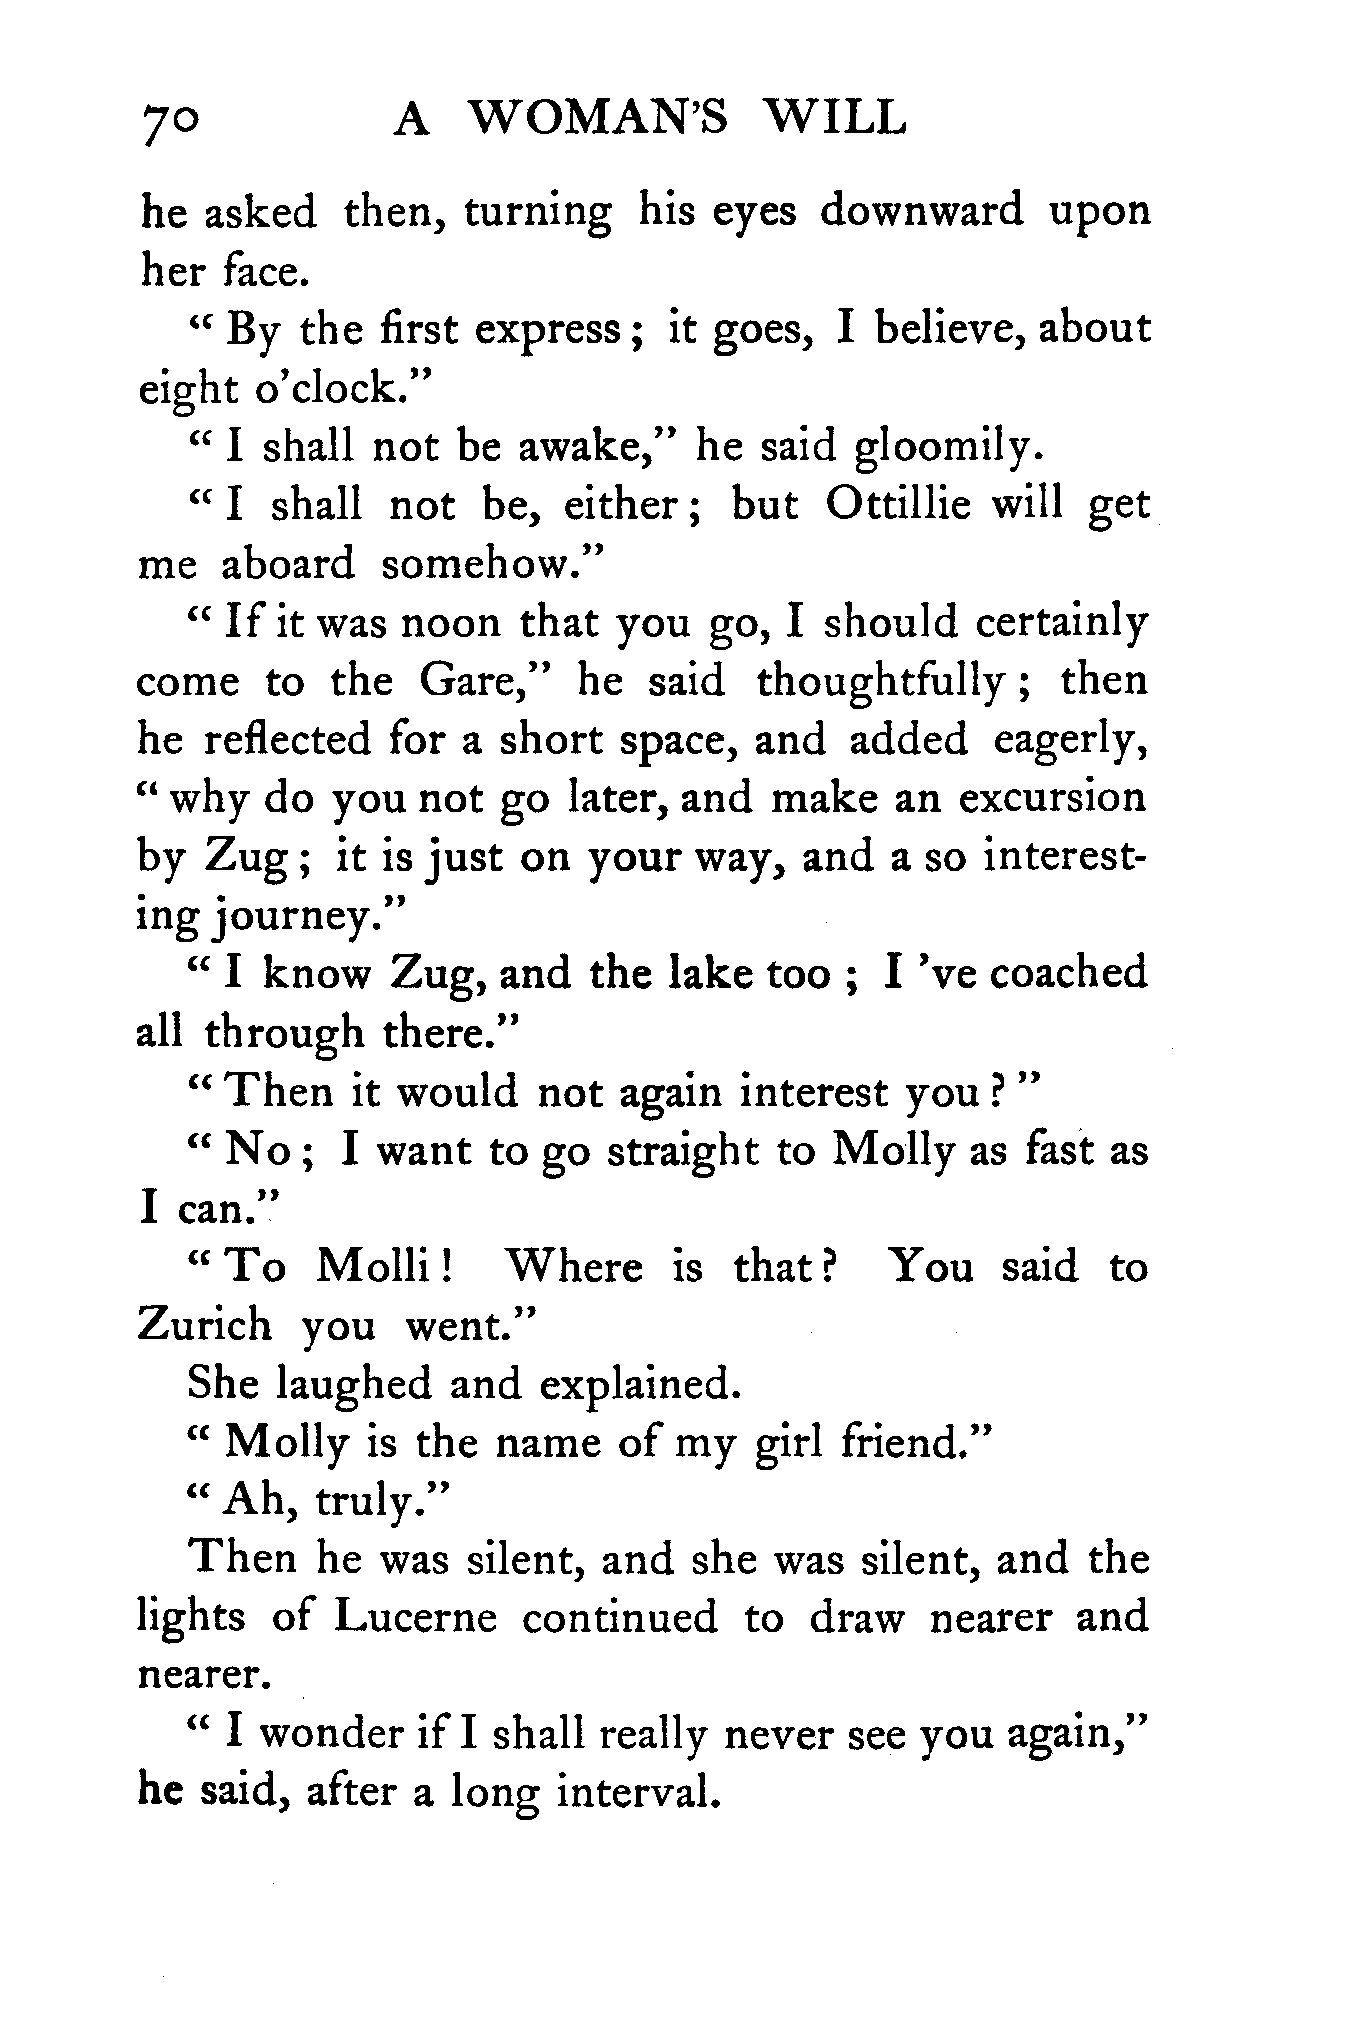 70 A WOMAN'S WILL
he asked then, turning his eyes downward upon
her face.
“ By the first express ; it goes, I believe, about
eight o'clock.”
“ I shall not be awake,” he said gloomily.
“ I shall not be, either ; but Ottillie will get
me aboard somehow.”
“ If it was noon that you go, I should certainly
come to the Gare,” he said thoughtfully ; then
he reflected for a short space, and added eagerly,
“ why do you not go later, and make an excursion
by Zug ; it is just on your way, and a so interest-
ing journey.”
“ I know Zug, and the lake too ; I 've coached
all through there.”
“ Then it would not again interest you ? ”
“ No ; I want to go straight to Molly as fast as
I can.”
“ To Molli ! Where is that ? You said to
Zurich you went.”
She laughed and explained.
“ Molly is the name of my girl friend.”
“ Ah, truly.”
Then he was silent, and she was silent, and the
lights of Lucerne continued to draw nearer and
nearer.
“ I wonder if I shall really never see you again,”
he said, after a long interval.